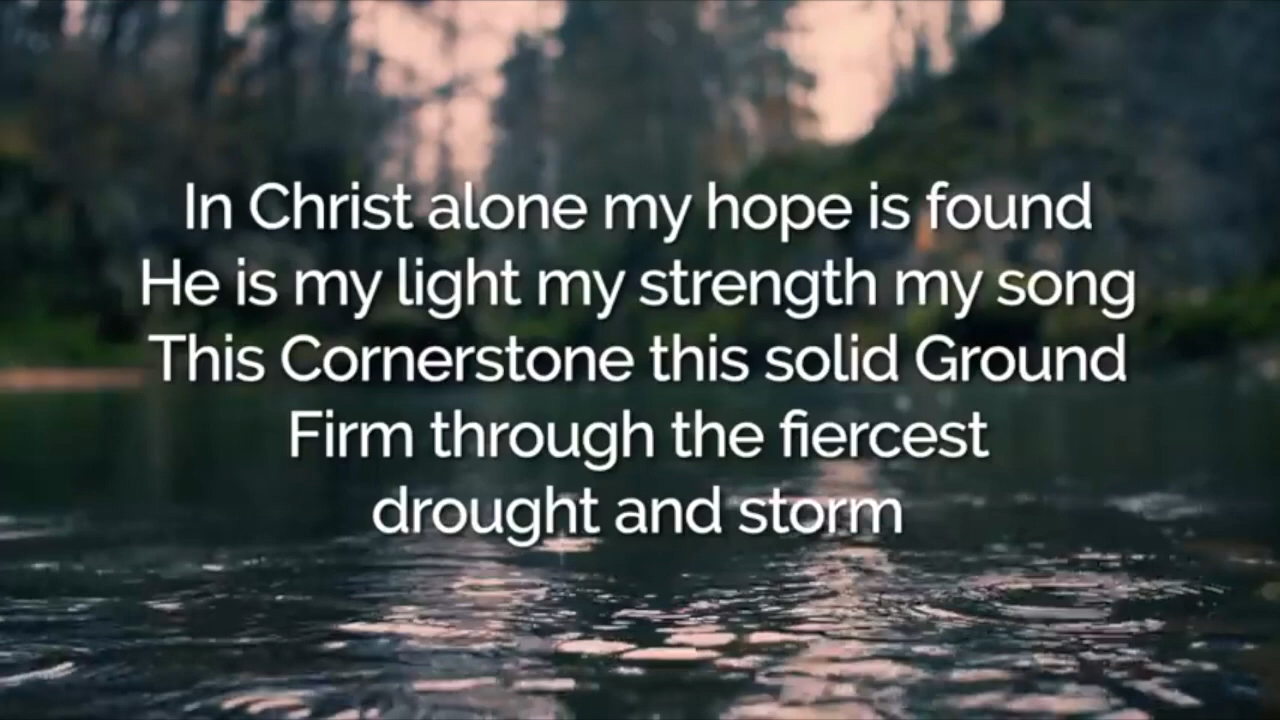 In Christ alone my hope is found
He is my light my strength my song
This Cornerstone this solid Ground
Firm through the fiercest
drought and storm